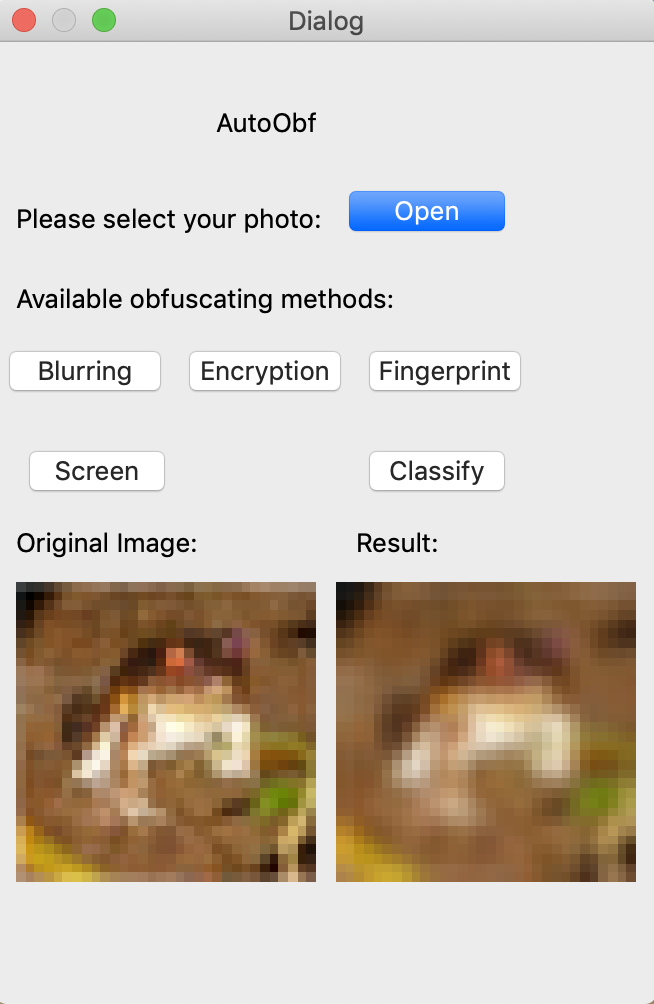 Dialog
AutoObf
Please select your photo: Open
Available obfuscating methods:
Blurring Encryption Fingerprint
Screen Classify
Original Image: Result: